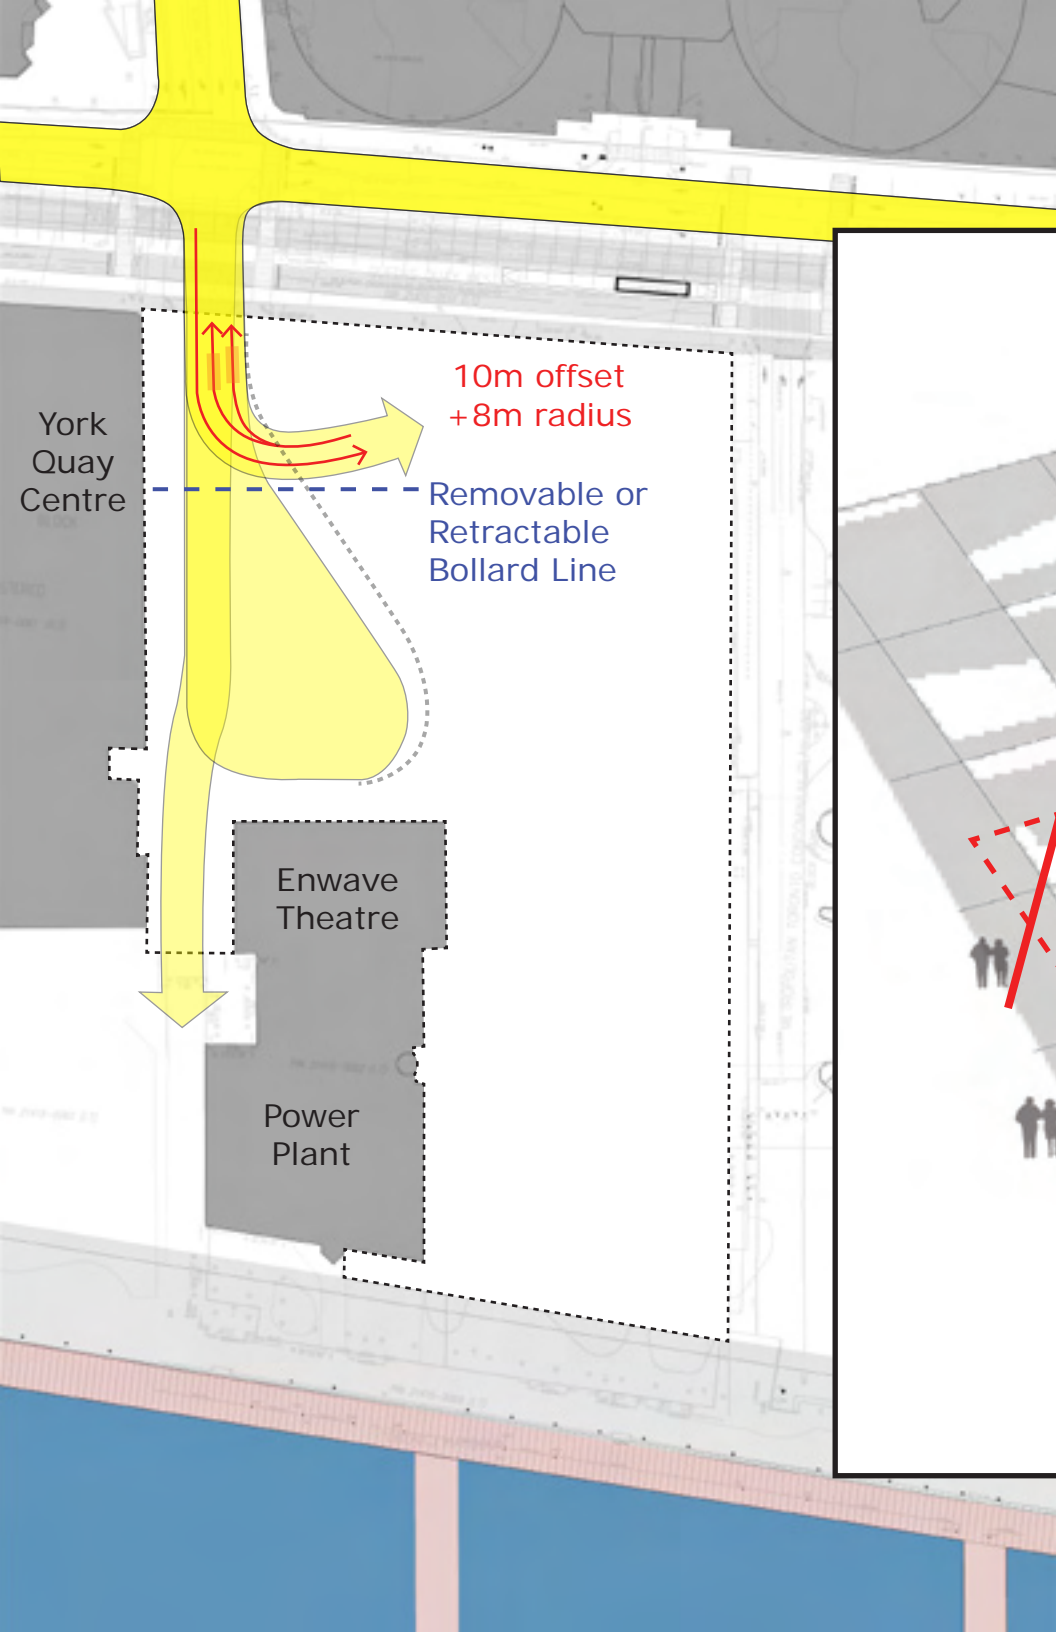 10m offset
+8m radius
York
Quay
Centre
Removable or
Retractable
Bollard Line
Enwave
Theatre
Power
Plant